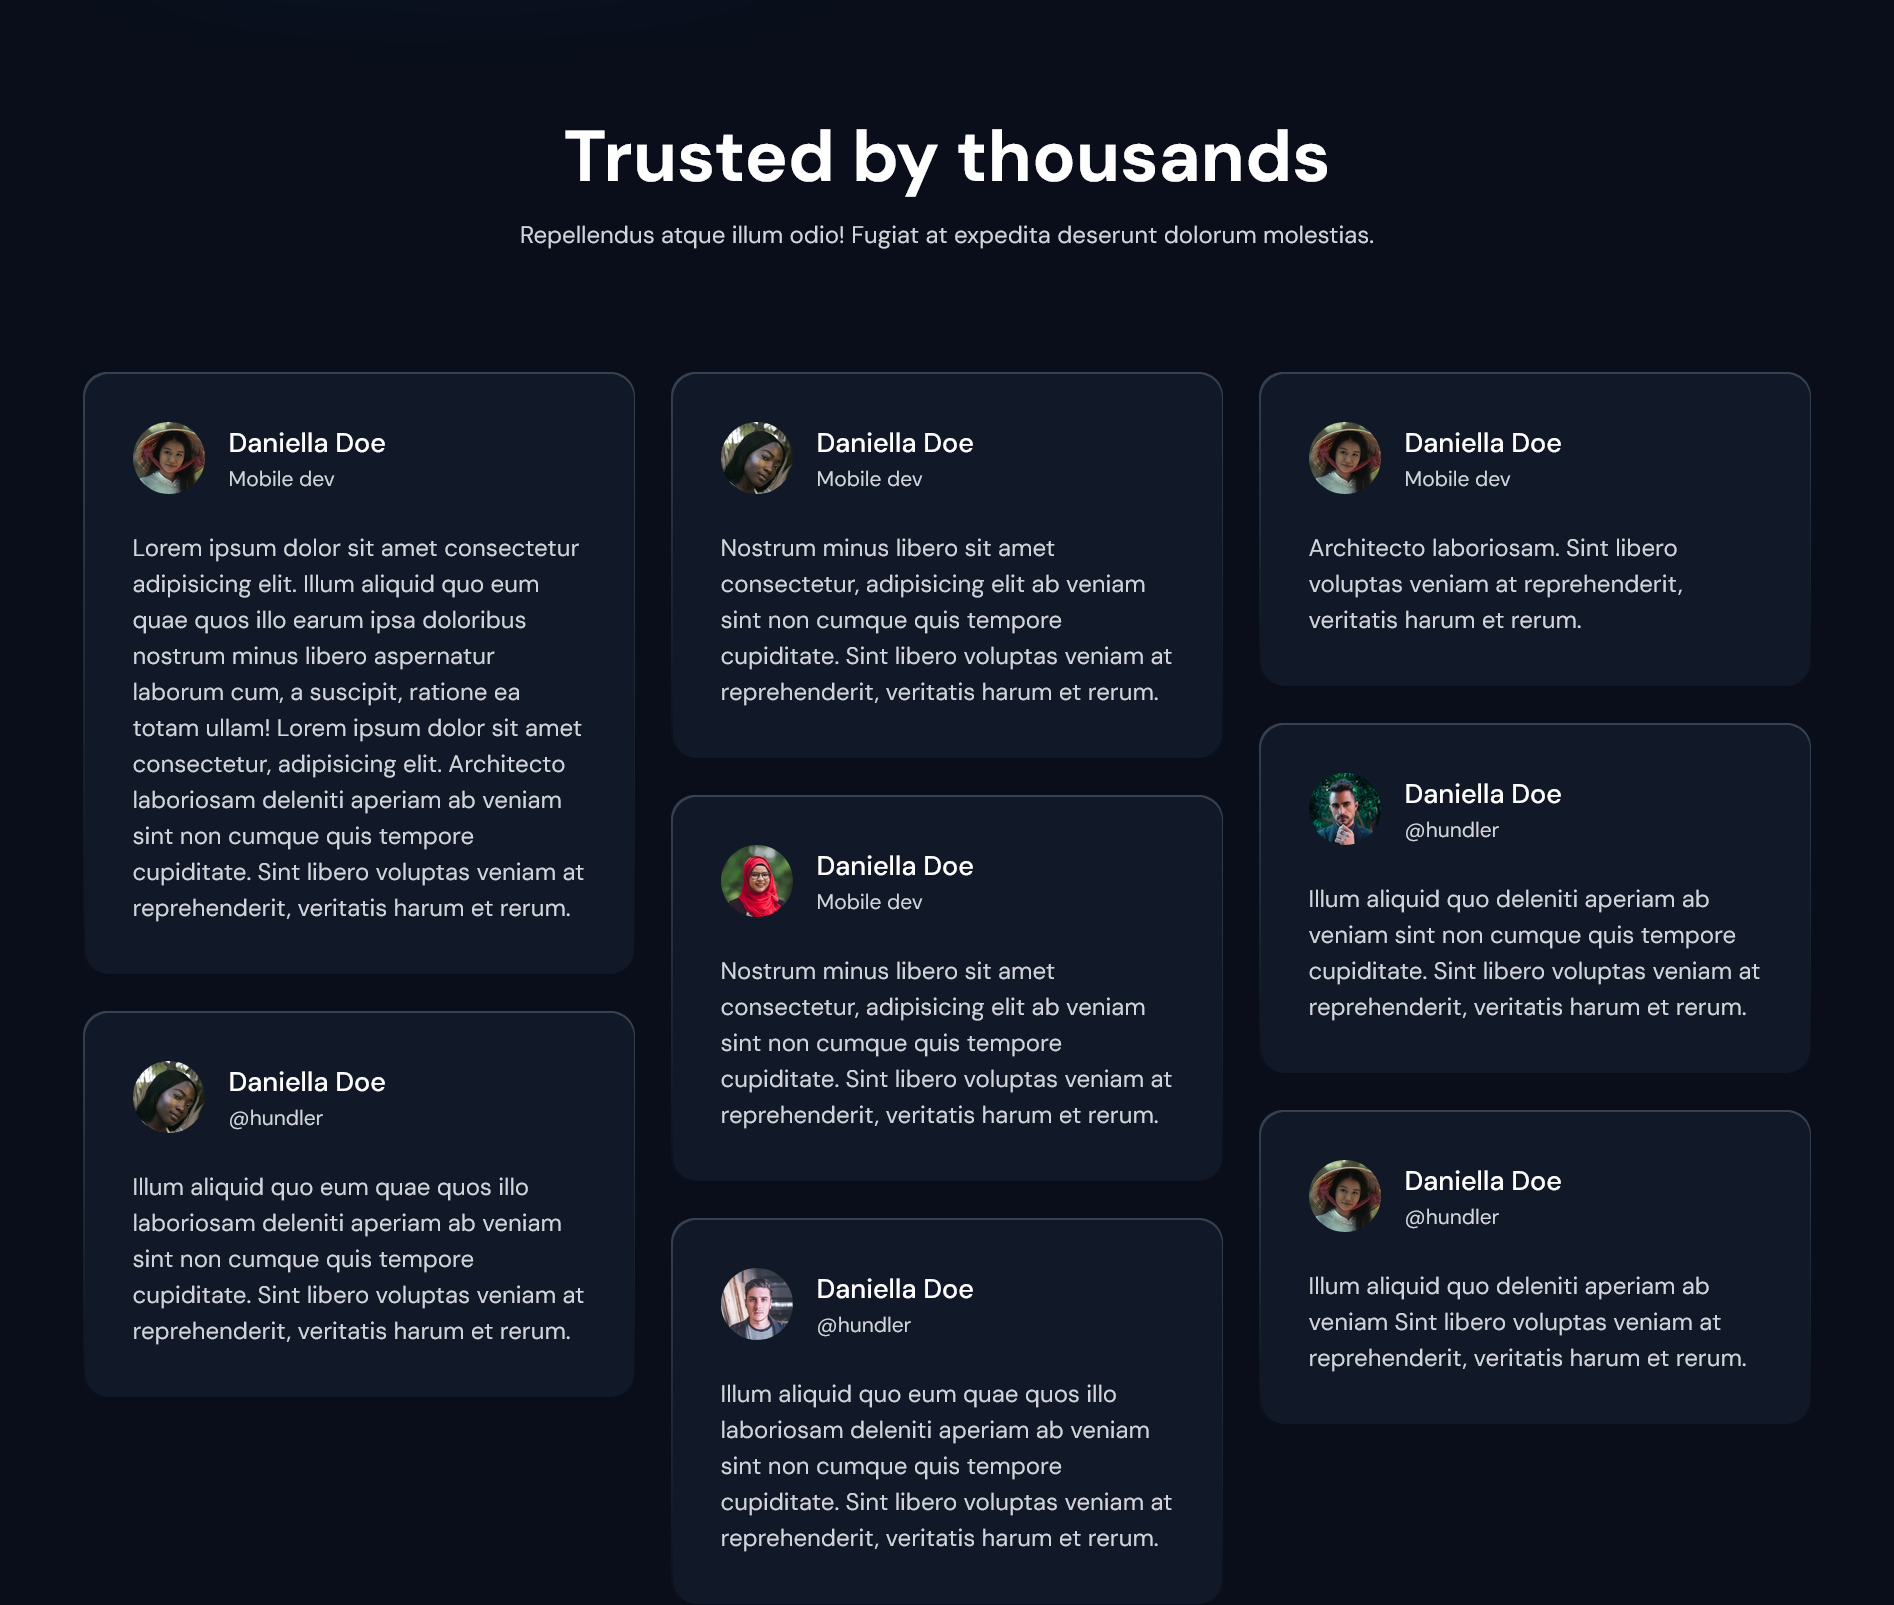 Trusted by thousands
Repellendus atque illum odio! Fugiat at expedita deserunt dolorum molestias.
Daniella Doe
Mobile dev
Lorem ipsum dolor sit amet consectetur
adipisicing elit. Illum aliquid quo eum
quae quos illo earum ipsa doloribus
nostrum minus libero aspernatur
laborum cum, a suscipit, ratione ea
totam ullam! Lorem ipsum dolor sit amet
consectetur, adipisicing elit. Architecto
laboriosam deleniti aperiam ab veniam
sint non cumque quis tempore
cupiditate. Sint libero voluptas veniam at
reprehenderit, veritatis harum et rerum.
Daniella Doe
@hundler
Illum aliquid quo eum quae quos illo
laboriosam deleniti aperiam ab veniam
sint non cumque quis tempore
cupiditate. Sint libero voluptas veniam at
reprehenderit, veritatis harum et rerum.
Daniella Doe
Mobile dev
Nostrum minus libero sit amet
consectetur, adipisicing elit ab veniam
sint non cumque quis tempore
cupiditate. Sint libero voluptas veniam at
reprehenderit, veritatis harum et rerum.
Daniella Doe
Mobile dev
Nostrum minus libero sit amet
consectetur, adipisicing elit ab veniam
sint non cumque quis tempore
cupiditate. Sint libero voluptas veniam at
reprehenderit, veritatis harum et rerum.
Daniella Doe
@hundler
Illum aliquid quo eum quae quos illo
laboriosam deleniti aperiam ab veniam
sint non cumque quis tempore
cupiditate. Sint libero voluptas veniam at
reprehenderit, veritatis harum et rerum.
Daniella Doe
Mobile dev
Architecto laboriosam. Sint libero
voluptas veniam at reprehenderit,
veritatis harum et rerum.
Daniella Doe
@hundler
Illum aliquid quo deleniti aperiam ab
veniam sint non cumque quis tempore
cupiditate. Sint libero voluptas veniam at
reprehenderit, veritatis harum et rerum.
Daniella Doe
@hundler
Illum aliquid quo deleniti aperiam ab
veniam Sint libero voluptas veniam at
reprehenderit, veritatis harum et rerum.